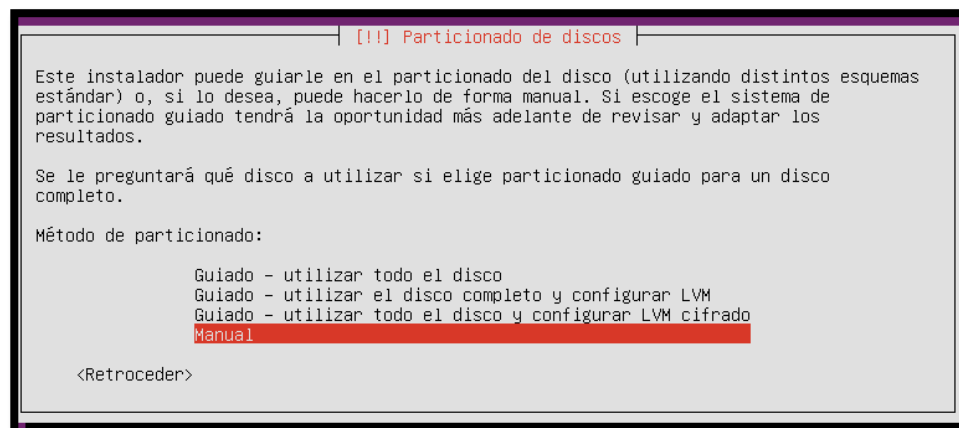 [!!] Particionado de discos
Este instalador puede guiarle en el particionado del disco (utilizando distintos esquemas
estándar) o, si lo desea, puede hacerlo de forma manual. Si escoge el sistema de
particionado guiado tendrá la oportunidad más adelante de revisar y adaptar los
resultados.
Se le preguntará qué disco a utilizar si elige particionado guiado para un disco
completo.
Método de particionado:
Guiado - utilizar todo el disco
Guiado - utilizar el disco completo y configurar LVM
Guiado - utilizar todo el disco y configurar LVM cifrado
Manual
<Retroceder>